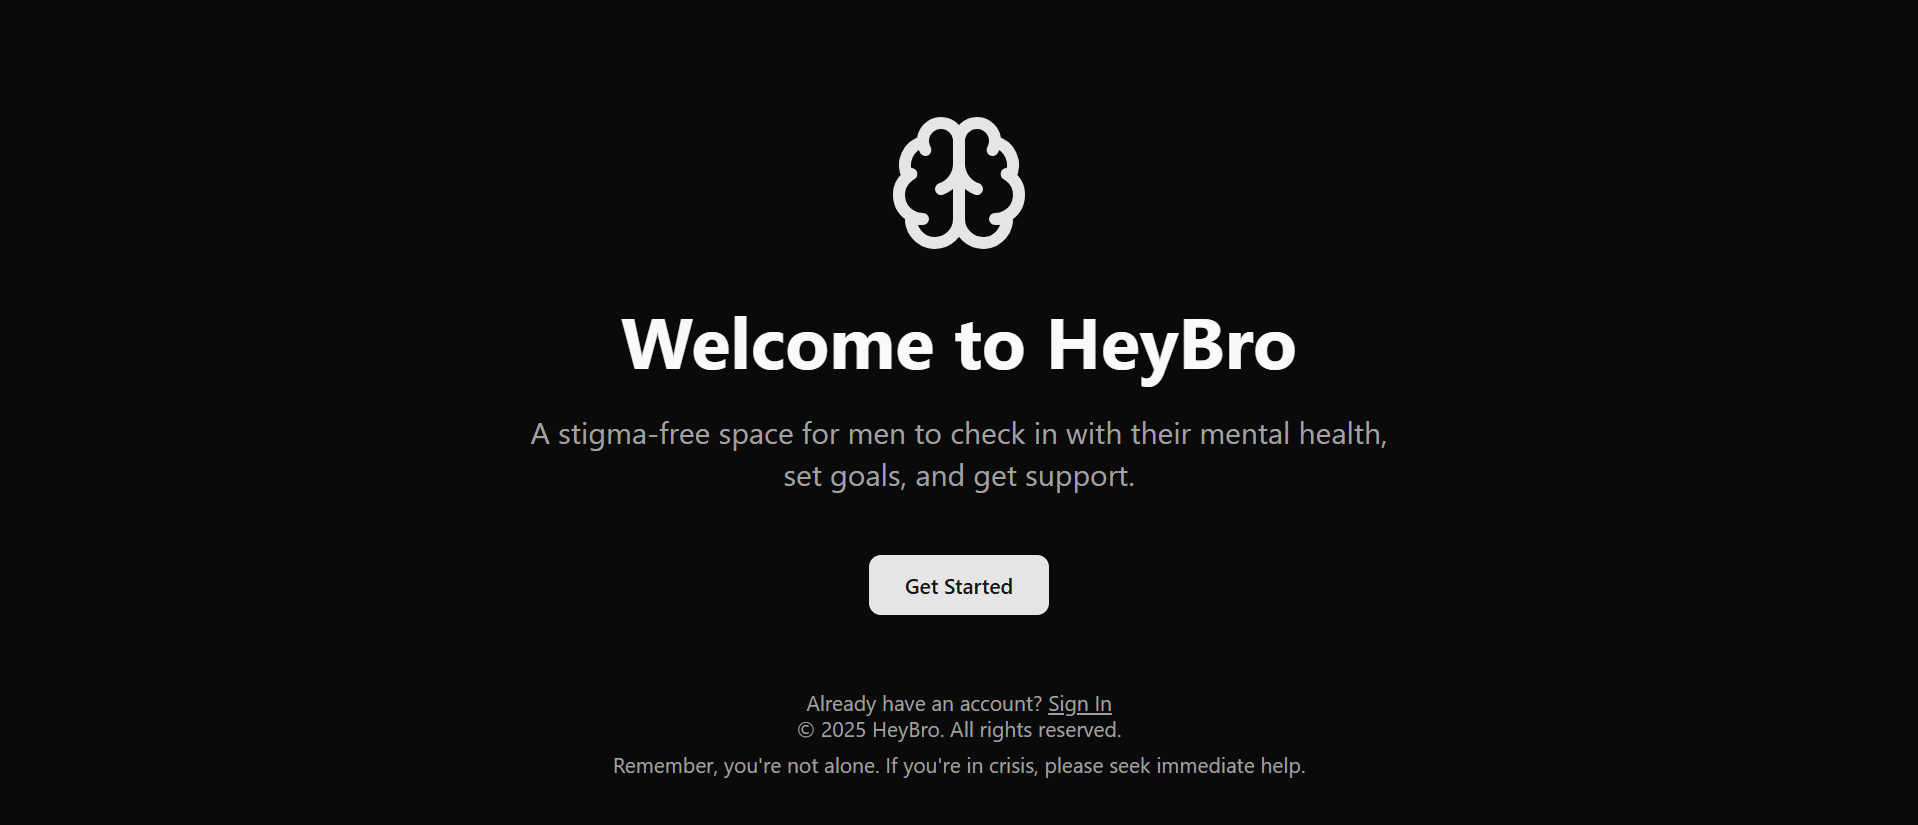 Welcome to HeyBro
A stigma-free space for men to check in with their mental health,
set goals, and get support.
Get Started
Already have an account? Sign In
© 2025 HeyBro. All rights reserved.
Remember, you're not alone. If you're in crisis, please seek immediate help.